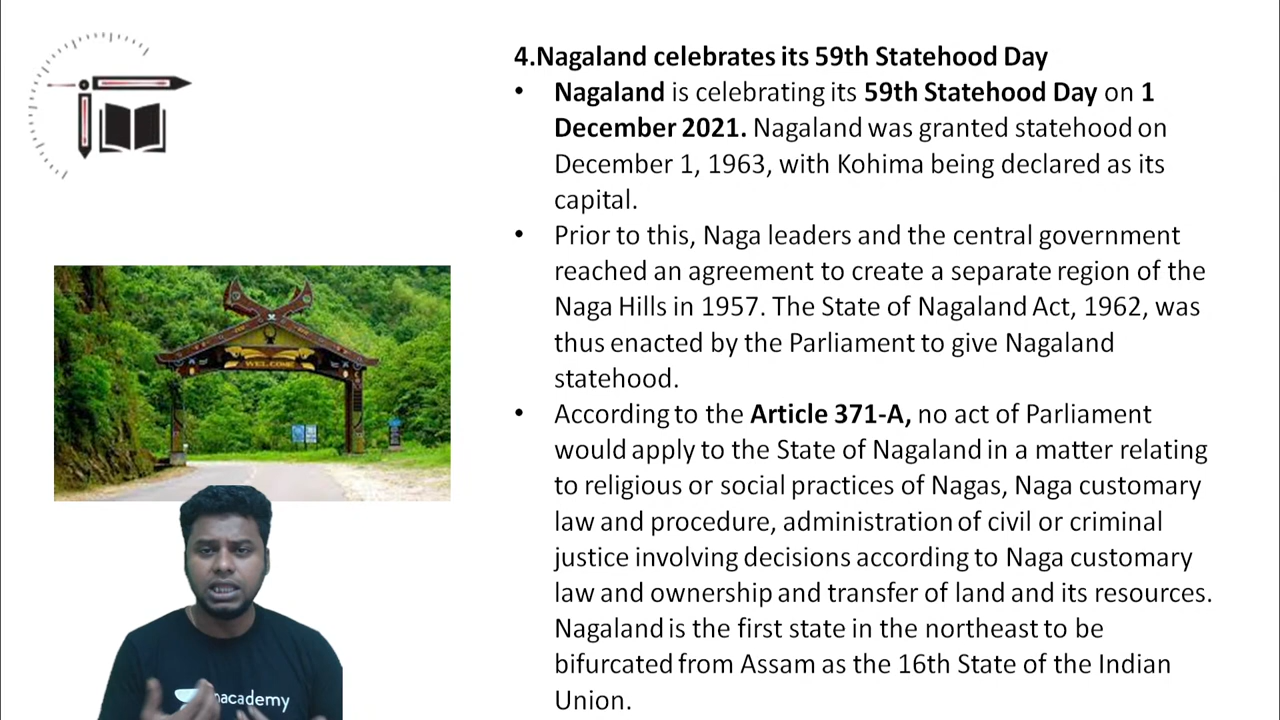 4.Nagaland celebrates its 59th Statehood Day
• Nagaland is celebrating its 59th Statehood Day on 1
December 2021. Nagaland was granted statehood on
December 1, 1963, with Kohima being declared as its
capital.
• Prior to this, Naga leaders and the central government
reached an agreement to create a separate region of the
Naga Hills in 1957. The State of Nagaland Act, 1962, was
thus enacted by the Parliament to give Nagaland
statehood.
• According to the Article 371-A, no act of Parliament
would apply to the State of Nagaland in a matter relating
to religious or social practices of Nagas, Naga customary
law and procedure, administration of civil or criminal
justice involving decisions according to Naga customary
law and ownership and transfer of land and its resources.
Nagaland is the first state in the northeast to be
bifurcated from Assam as the 16th State of the Indian
Union.
WELCOME
nacademy